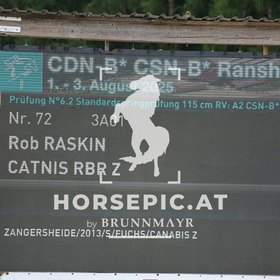 CDN-B* CSN-B* Ransh
1. - 3. August 2025
Prüfung N°6.2 Standardspringprüfung 115 cm RV: A2 CSN-B*
Nr. 72 3A01
Rob RASKIN
CATNIS RBR Z
HORSEPIC.AT
by BRUNNMAYR
ZANGERSHEIDE/2013/S/FUCHS/CANABIS Z